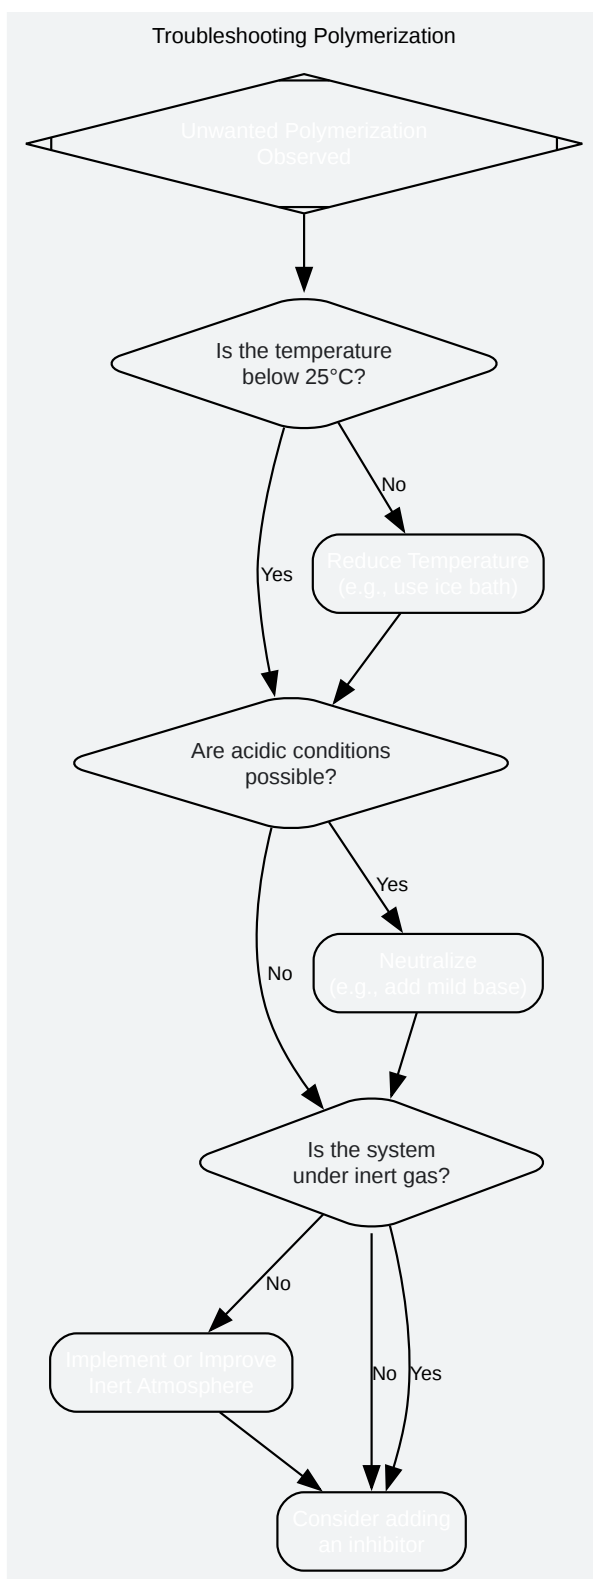 Troubleshooting Polymerization
Unwanted Polymerization
Observed
Is the temperature
below 25°C?
No
Reduce Temperature
(e.g., use ice bath)
Yes
Are acidic conditions
possible?
Yes
Neutralize
(e.g., add mild base)
No
Is the system
under inert gas?
No
Implement or Improve
Inert Atmosphere
No
Yes
Consider adding
an inhibitor